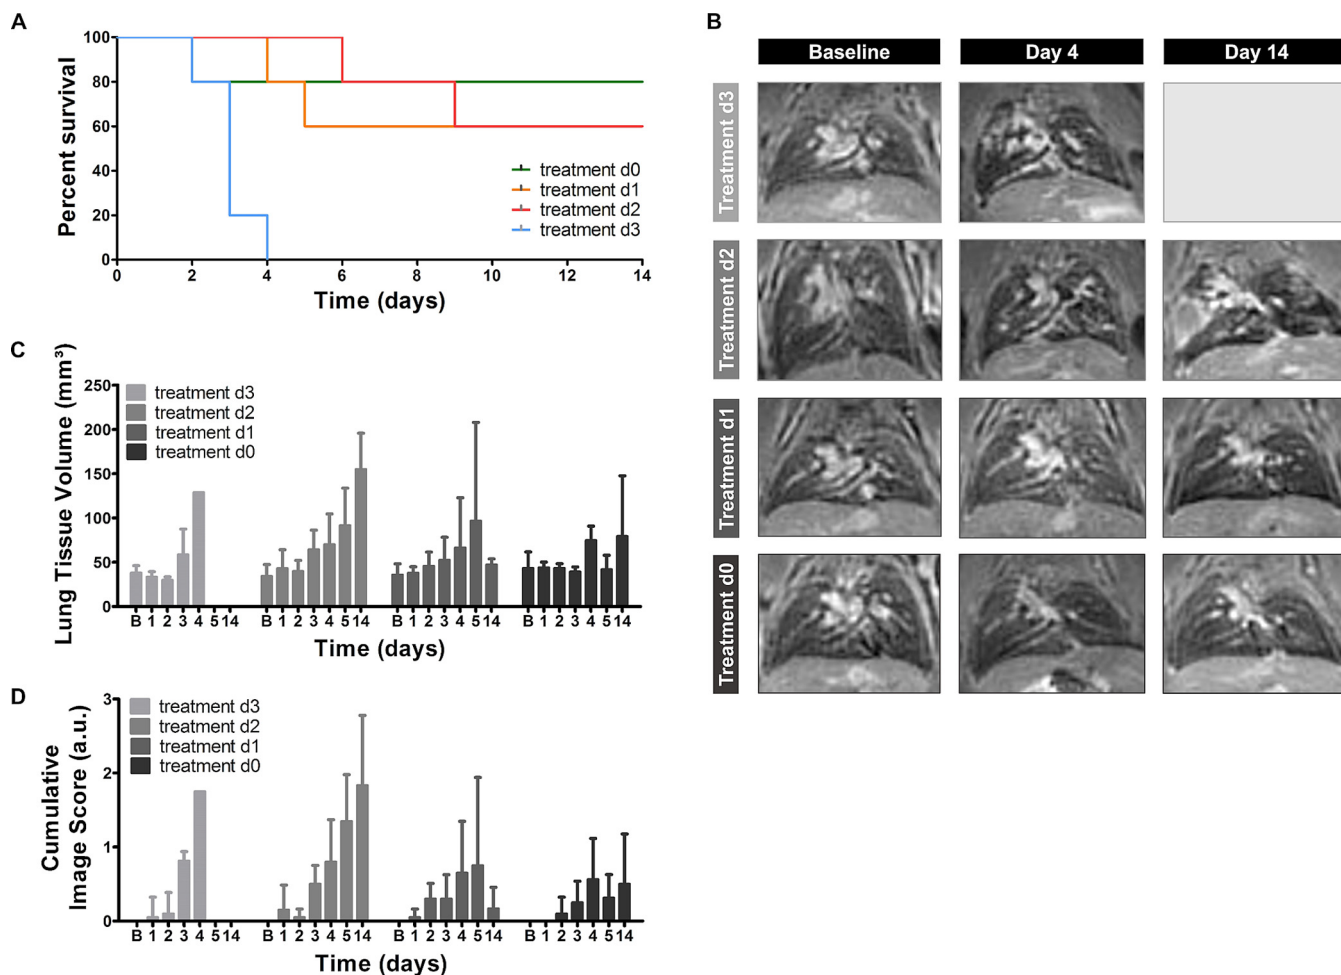 A
100
80
60
40
20
0
Percent survival
treatment d0
treatment d1
treatment d2
treatment d3
0 2 4 6 8 10 12 14
Time (days)
B
Baseline Day 4 Day 14
Treatment d3
Treatment d2
Treatment d1
Treatment d0
C
250
200
150
100
50
0
Lung Tissue Volume (mm³)
treatment d3
treatment d2
treatment d1
treatment d0
B 1 2 3 4 5 14 B 1 2 3 4 5 14 B 1 2 3 4 5 14 B 1 2 3 4 5 14
Time (days)
D
3
2
1
0
Cumulative
Image Score (a.u.)
treatment d3
treatment d2
treatment d1
treatment d0
B 1 2 3 4 5 14 B 1 2 3 4 5 14 B 1 2 3 4 5 14 B 1 2 3 4 5 14
Time (days)